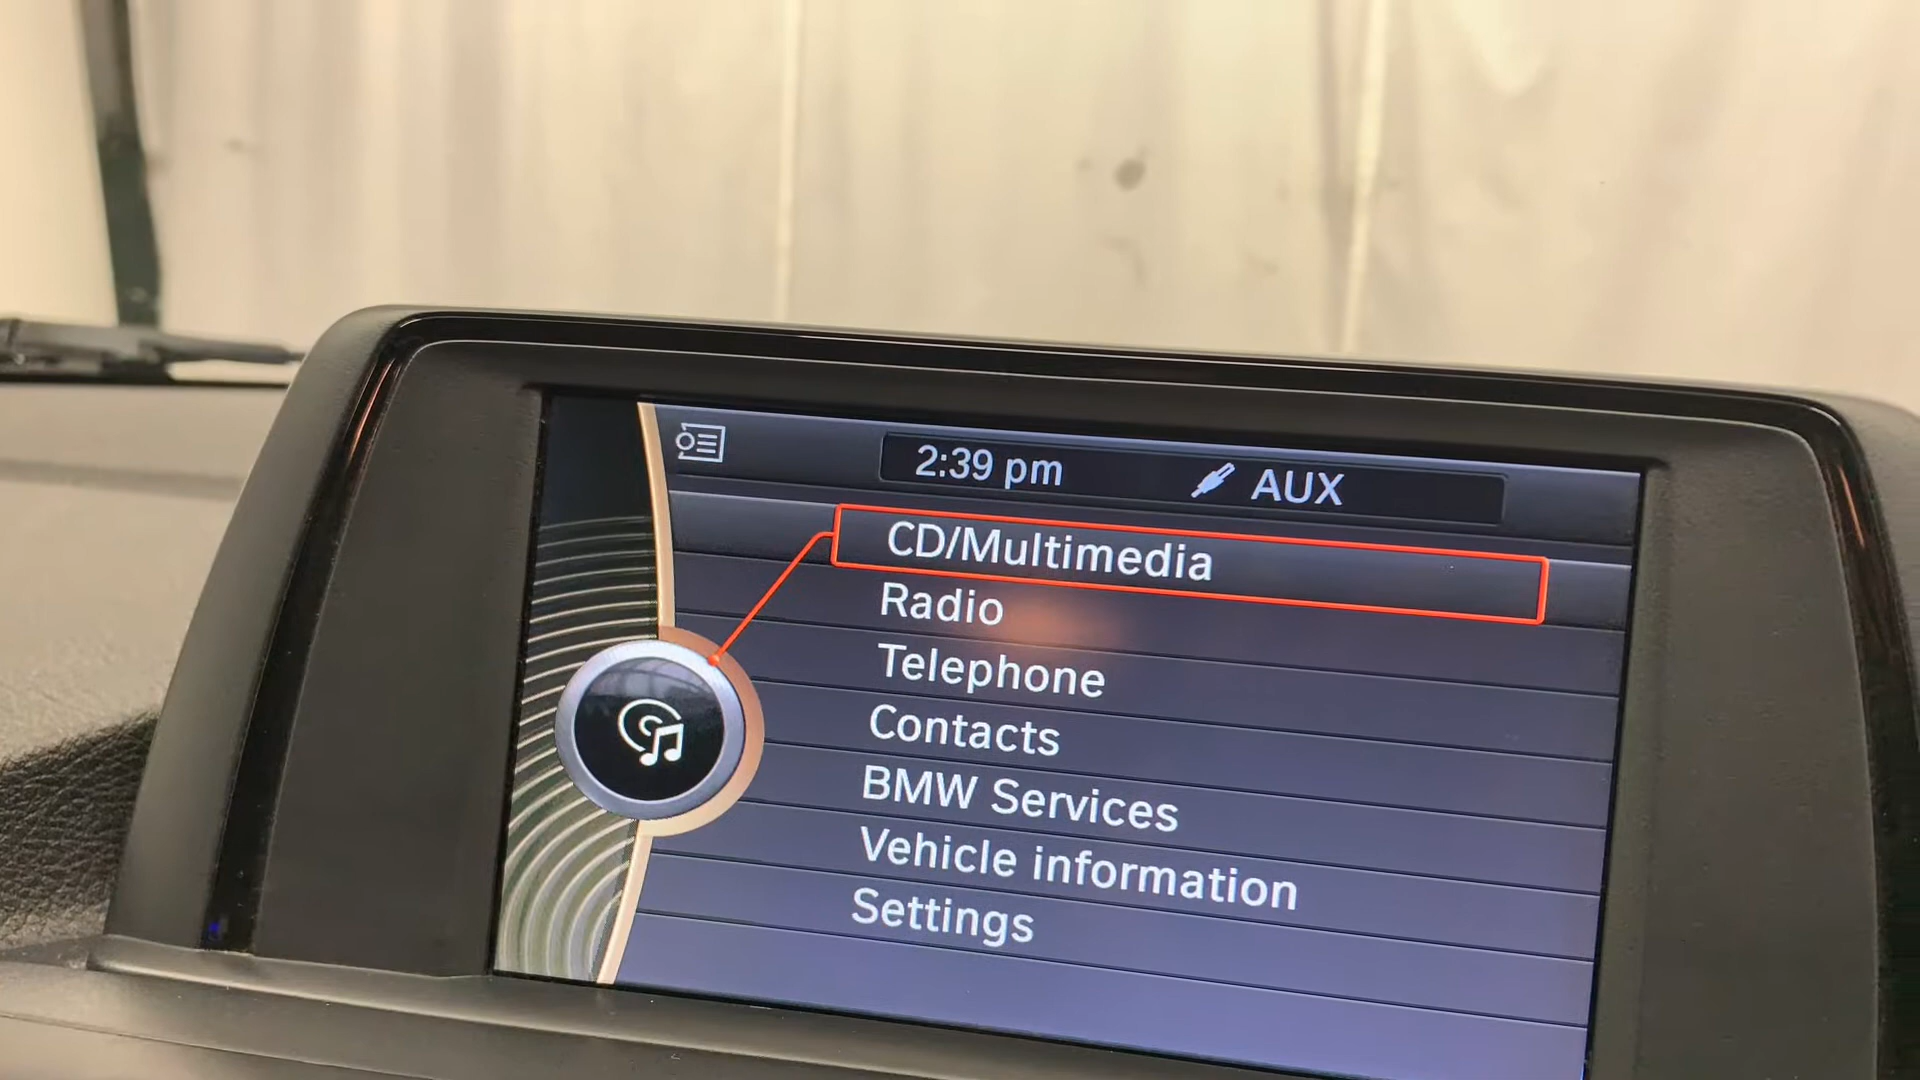 2:39 pm AUX
CD/Multimedia
Radio
Telephone
Contacts
BMW Services
Vehicle information
Settings